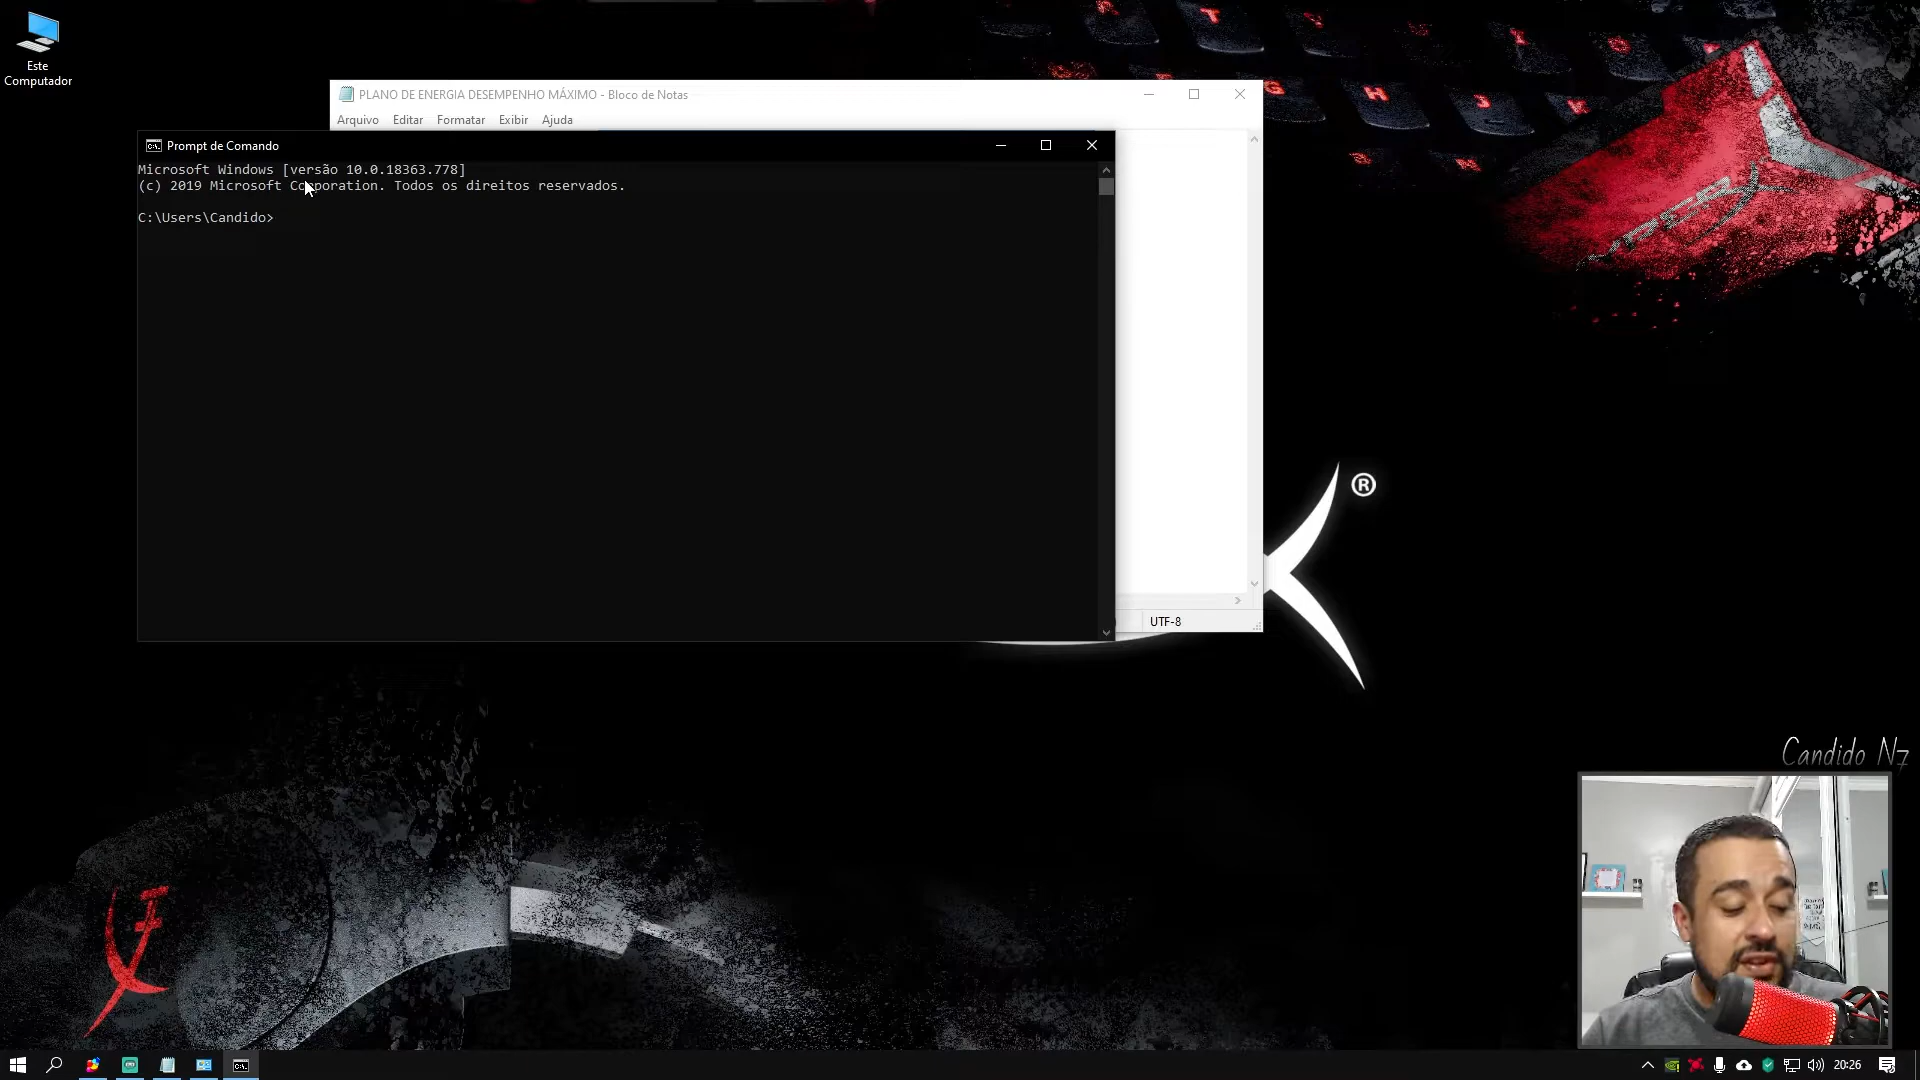 Este
Computador
PLANO DE ENERGIA DESEMPENHO MÁXIMO - Bloco de Notas
Arquivo Editar Formatar Exibir Ajuda
Prompt de Comando
Microsoft Windows [versão 10.0.18363.778]
(c) 2019 Microsoft Corporation. Todos os direitos reservados.
C:\Users\Candido>
UTF-8
®
Candido N7
20:26